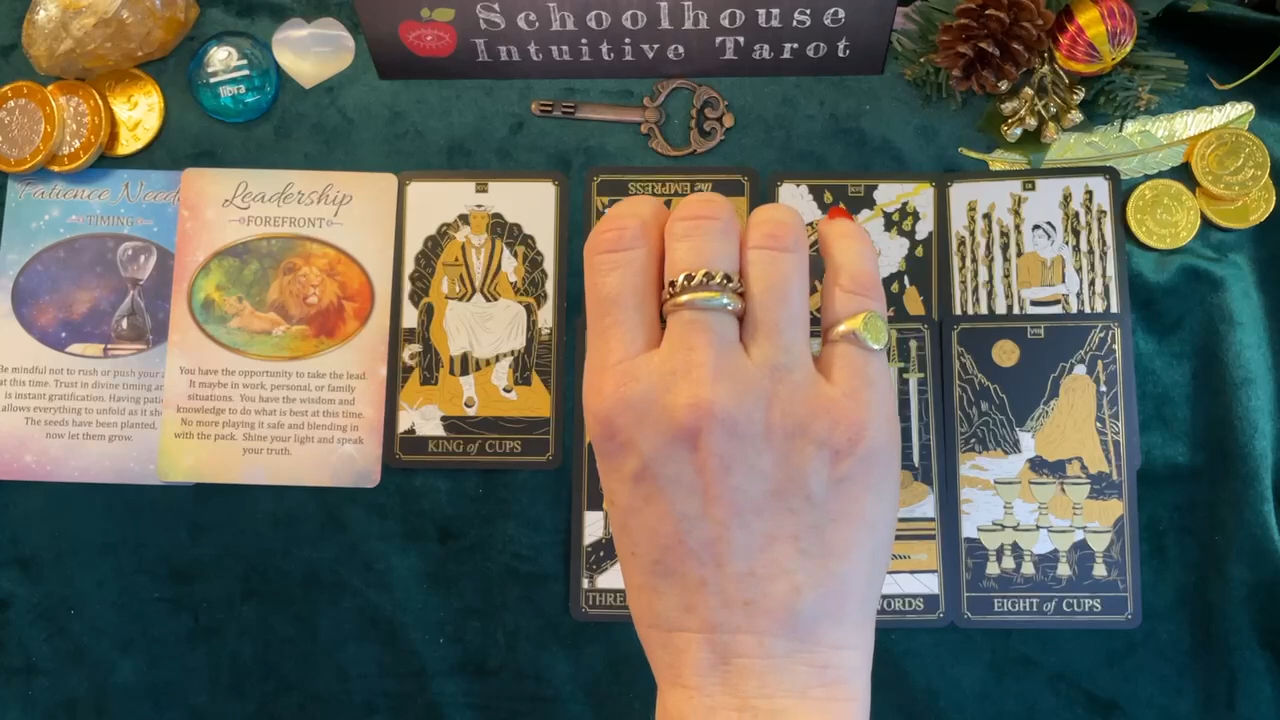 Schoolhouse
Intuitive Tarot
libra
Patience Need
TIMING
Be mindful not to rush or push your
at this time. Trust in divine timing
is instant gratification. Having
allows everything to unfold as it
The seeds have been planted,
now let them grow.
Leadership
FOREFRONT
You have the opportunity to take the lead.
It maybe in work, personal, or family
situations. You have the wisdom and
knowledge to do what is best at this time.
No more playing it safe and blending in
with the pack. Shine your light and speak
your truth.
XIV
KING of CUPS
the EMPRESS
XVI
IX
VIII
THRE
WORDS
EIGHT of CUPS